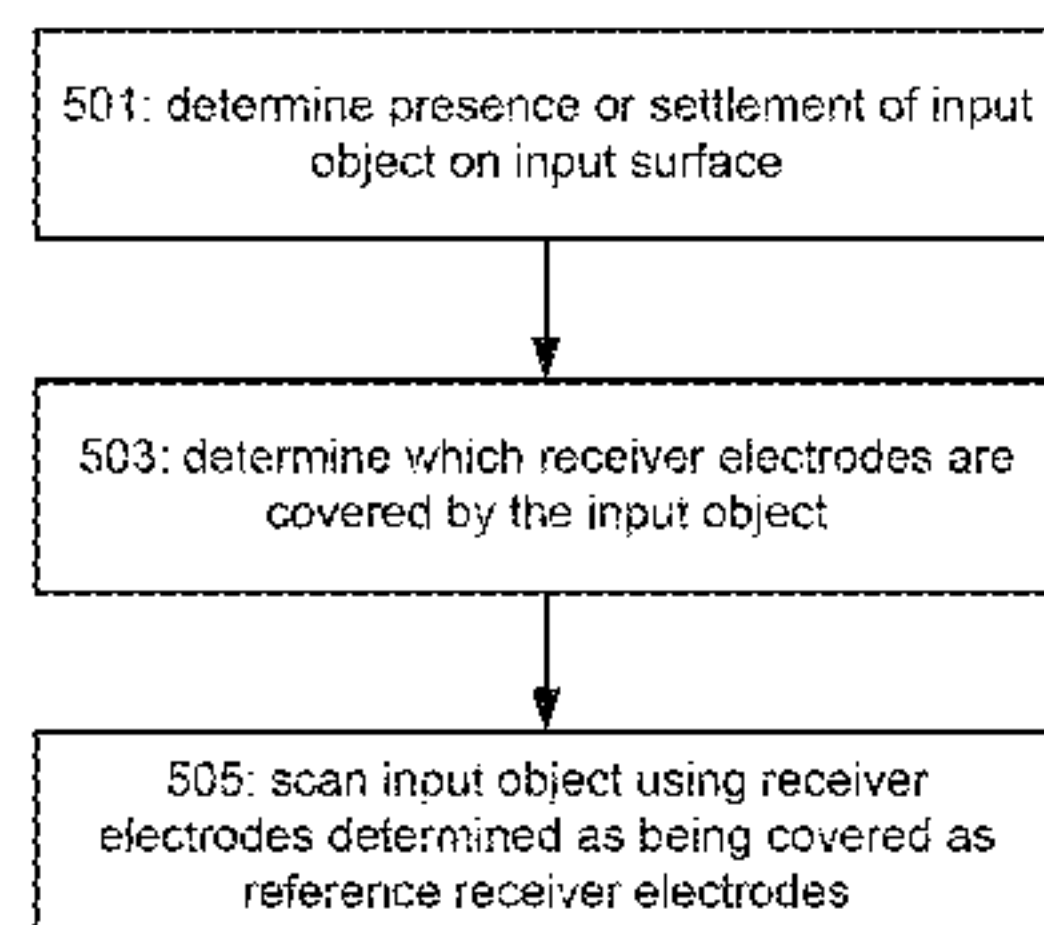 501: determine presence or settlement of input
object on input surface
503: determine which receiver electrodes are
covered by the input object
505: scan input object using receiver
electrodes determined as being covered as
reference receiver electrodes